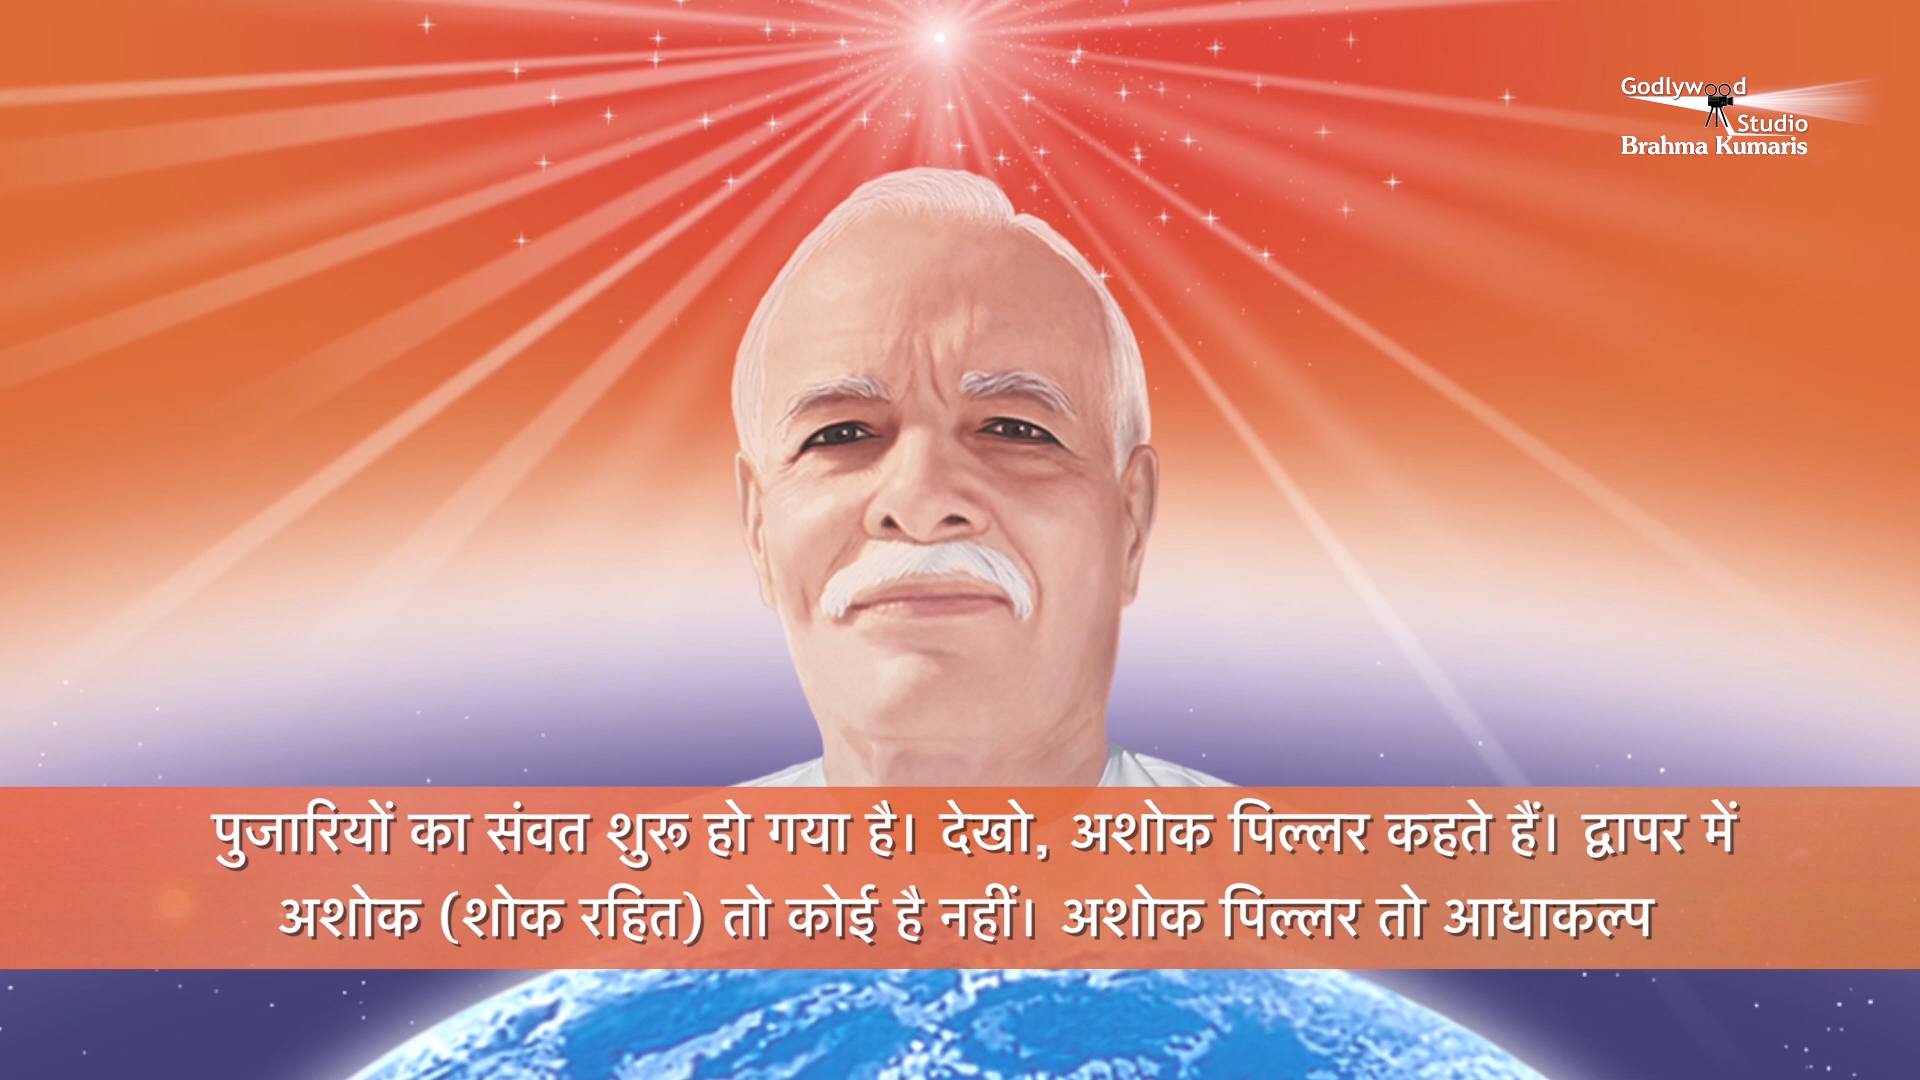 Godlywood
Studio
Brahma Kumaris
पुजारियों का संवत शुरू हो गया है। देखो, अशोक पिल्लर कहते हैं। द्वापर में
अशोक (शोक रहित) तो कोई है नहीं। अशोक पिल्लर तो आधाकल्प